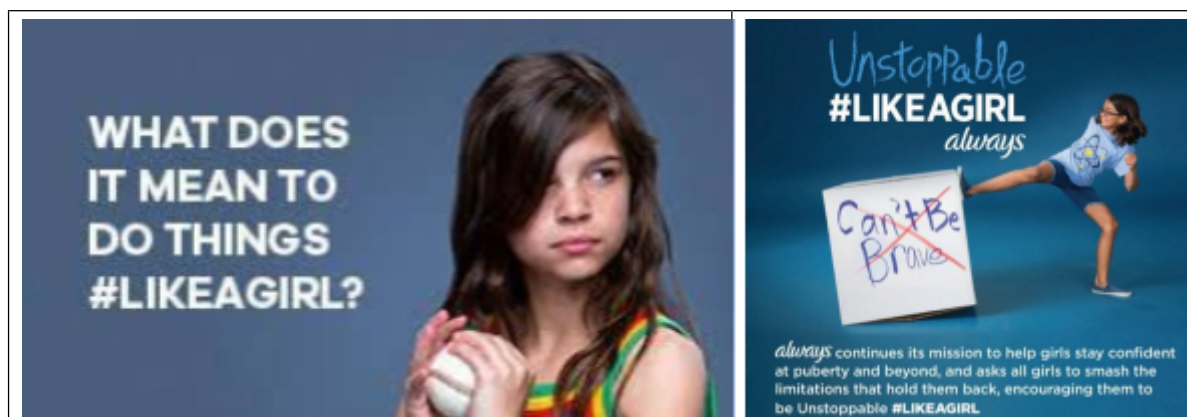 WHAT DOES
IT MEAN TO
DO THINGS
#LIKEAGIRL?
Unstoppable
#LIKEAGIRL
always
Can't Be
Brave
always continues its mission to help girls stay confident
at puberty and beyond, and asks all girls to smash the
limitations that hold them back, encouraging them to
be Unstoppable #LIKEAGIRL